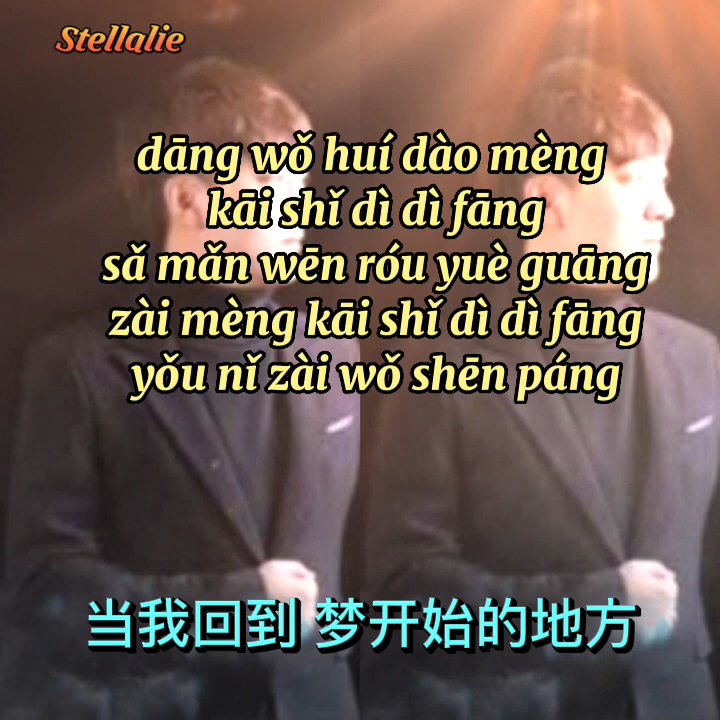 Stellalie
dāng wǒ huí dào mèng
kāi shǐ dì dì fāng
sǎ mǎn wēn róu yuè guāng
zài mèng kāi shǐ dì dì fāng
yǒu nǐ zài wǒ shēn páng
当我回到 梦开始的地方